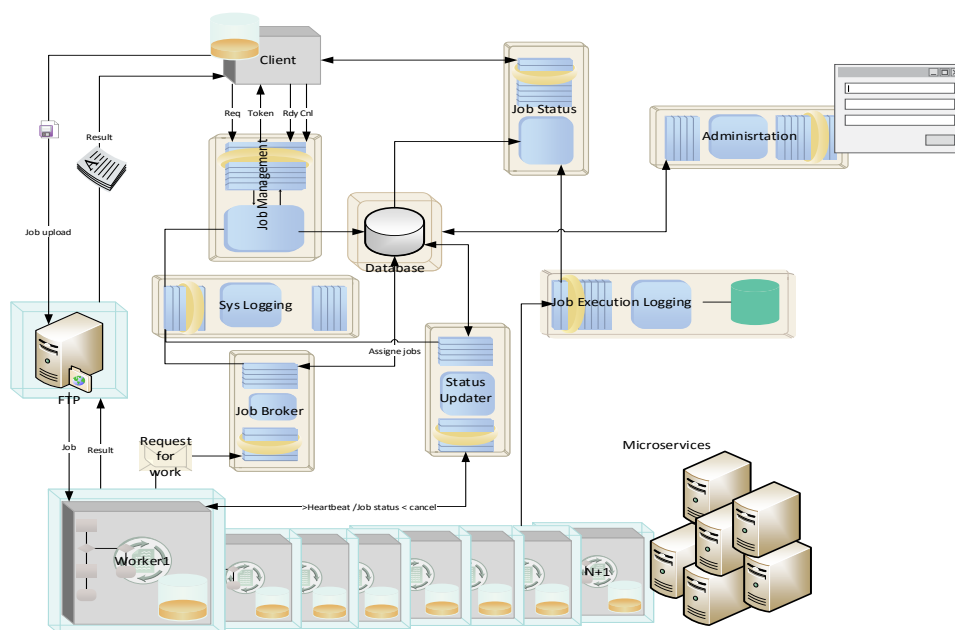 Client
Req
Token
Rdy
Cnl
Job Status
Adminisrtation
Result
Job Management
Job upload
Database
Sys Logging
Job Execution Logging
Assigne jobs
Status
Updater
FTP
Job Broker
Job
Result
Request
for
work
Microservices
>Heartbeat /Job status < cancel
Worker1
N+1